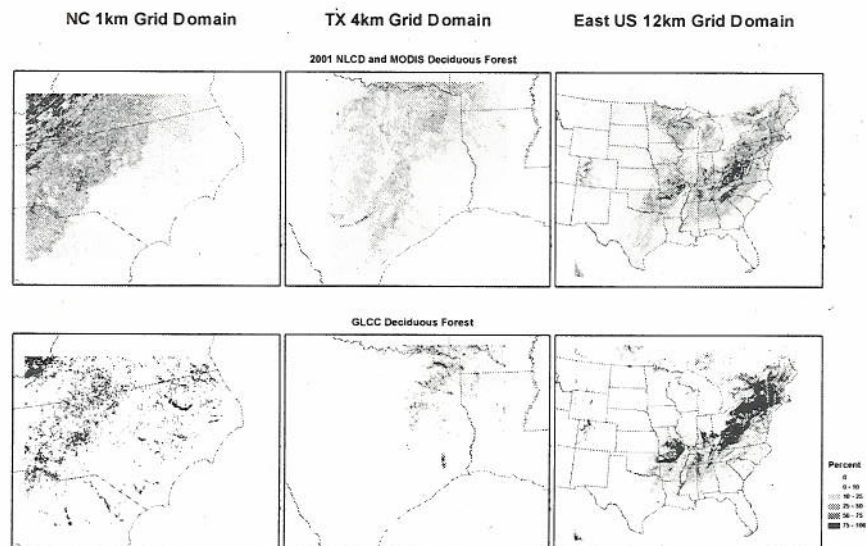 NC 1km Grid Domain
TX 4km Grid Domain
East US 12km Grid Domain
2001 NLCD and MODIS Deciduous Forest
GLCC Deciduous Forest
Percent
0
0 - 10
10 - 25
25 - 50
50 - 75
75 - 100